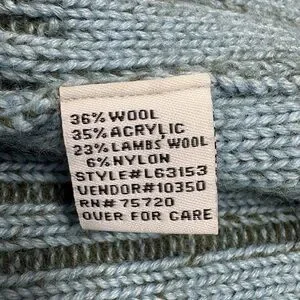 36% WOOL
35% ACRYLIC
23% LAMBS WOOL
6% NYLON
STYLE#L63153
VENDOR#10350
RN# 75720
OVER FOR CARE